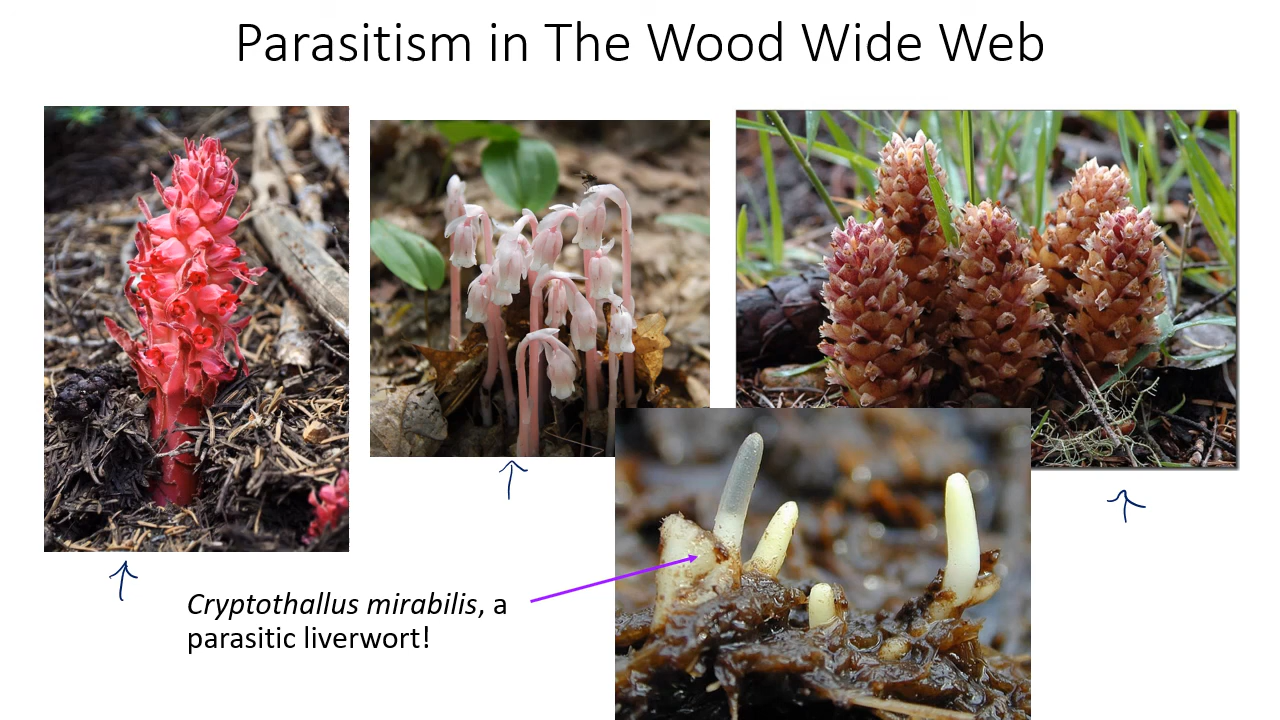 Parasitism in The Wood Wide Web
Cryptothallus mirabilis, a
parasitic liverwort!